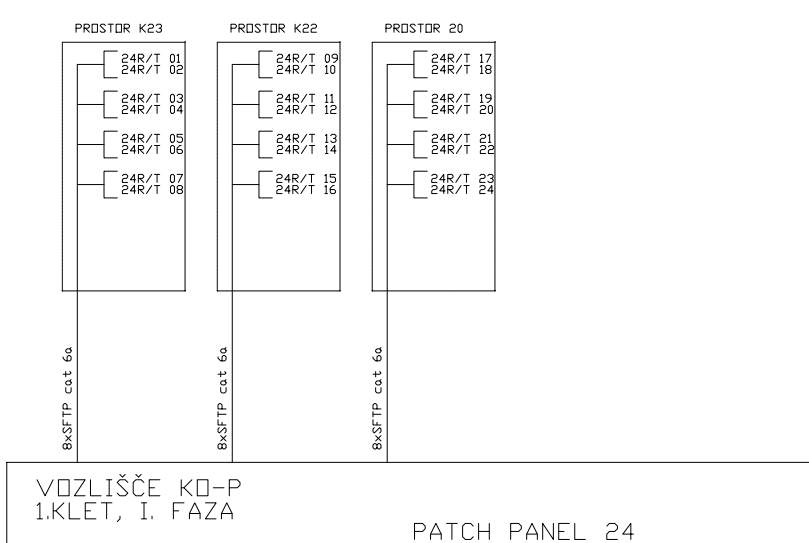 PROSTOR K23
24R/T 01
24R/T 02
24R/T 03
24R/T 04
24R/T 05
24R/T 06
24R/T 07
24R/T 08
8xSFTP cat 6a
PROSTOR K22
24R/T 09
24R/T 10
24R/T 11
24R/T 12
24R/T 13
24R/T 14
24R/T 15
24R/T 16
8xSFTP cat 6a
PROSTOR 20
24R/T 17
24R/T 18
24R/T 19
24R/T 20
24R/T 21
24R/T 22
24R/T 23
24R/T 24
8xSFTP cat 6a
VOZLIŠČE KO-P
1.KLET, I. FAZA
PATCH PANEL 24